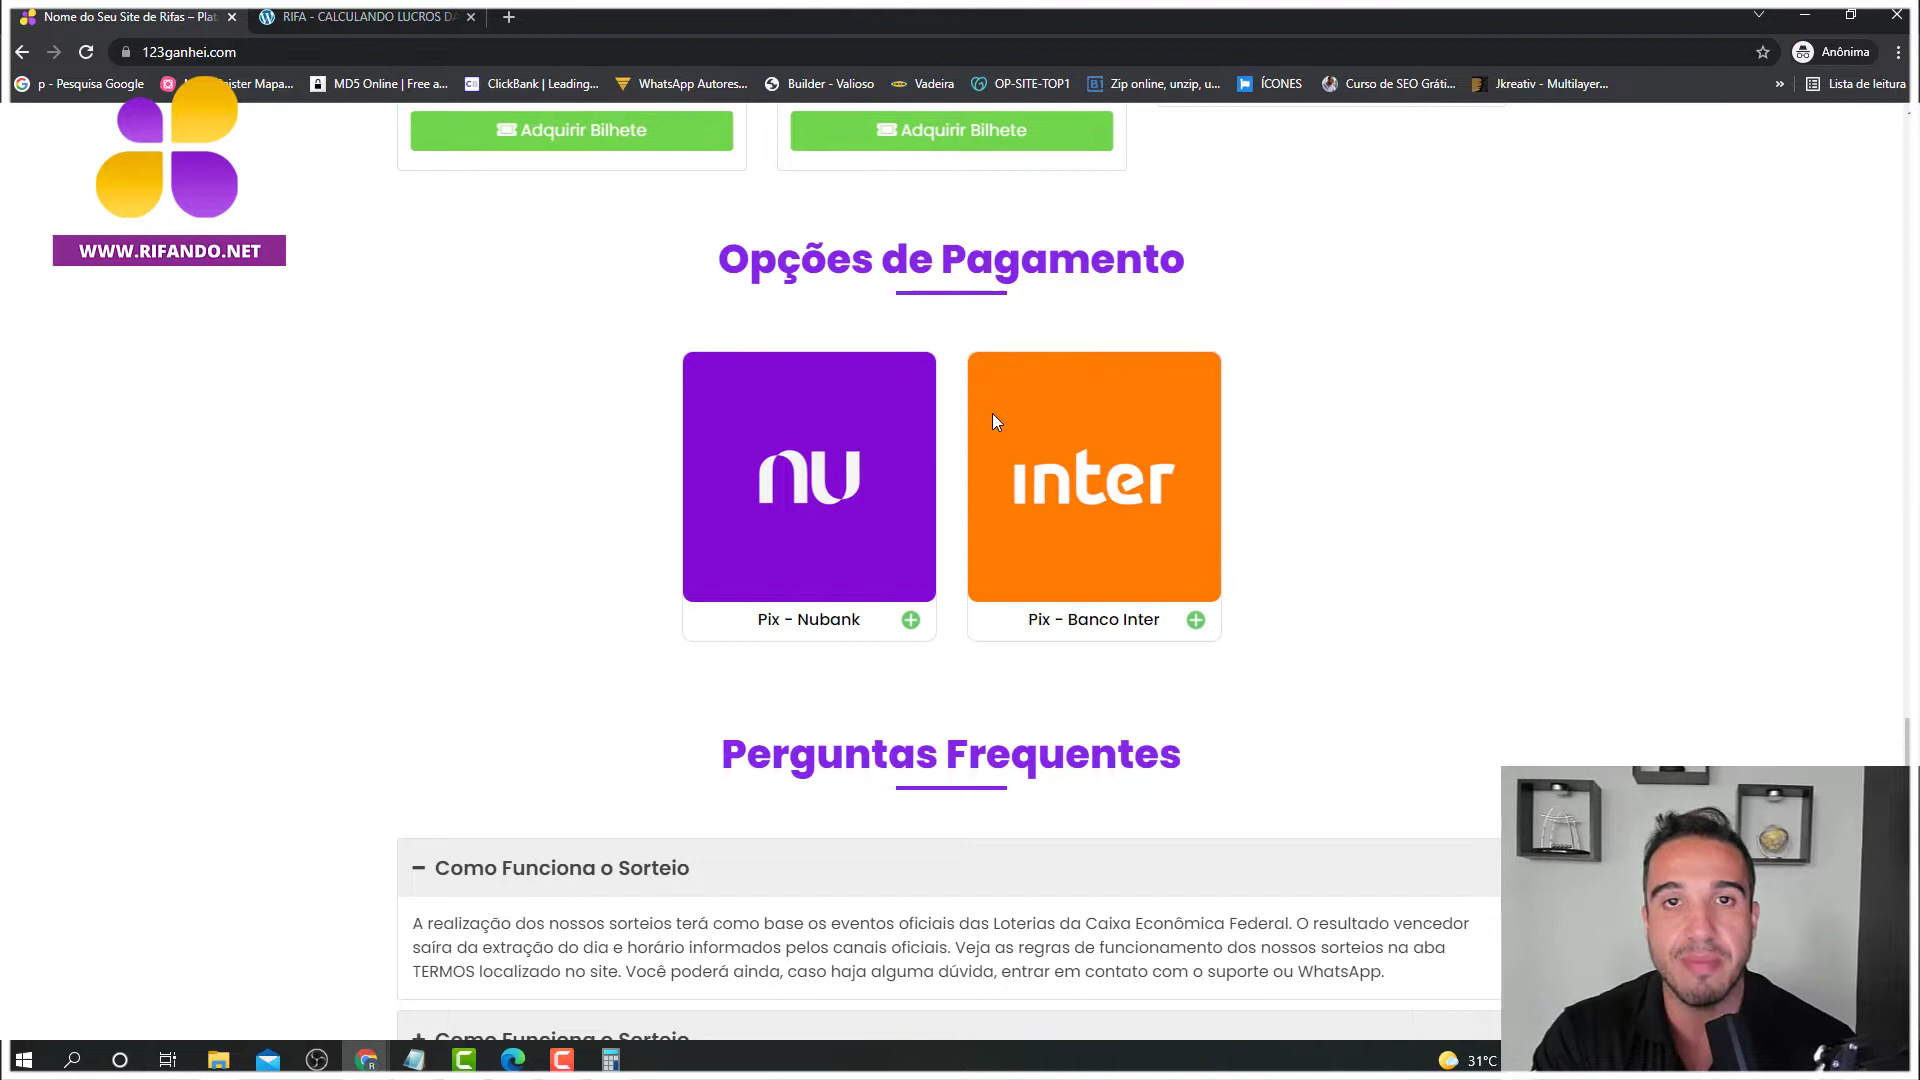 Nome do Seu Site de Rifas – Plat
RIFA - CALCULANDO LUCROS DA
123ganhei.com
Anônima
p - Pesquisa Google
MD5 Online | Free a...
ClickBank | Leading...
WhatsApp Autores...
Builder - Valioso
Vadeira
OP-SITE-TOP1
Zip online, unzip, u...
ÍCONES
Curso de SEO Gráti...
Jkreativ - Multilayer...
»
Lista de leitura
Adquirir Bilhete
Adquirir Bilhete
WWW.RIFANDO.NET
Opções de Pagamento
nu
inter
Pix - Nubank
Pix - Banco Inter
Perguntas Frequentes
Como Funciona o Sorteio
A realização dos nossos sorteios terá como base os eventos oficiais das Loterias da Caixa Econômica Federal. O resultado vencedor
saíra da extração do dia e horário informados pelos canais oficiais. Veja as regras de funcionamento dos nossos sorteios na aba
TERMOS localizado no site. Você poderá ainda, caso haja alguma dúvida, entrar em contato com o suporte ou WhatsApp.
Como Funciona o Sorteio
31°C